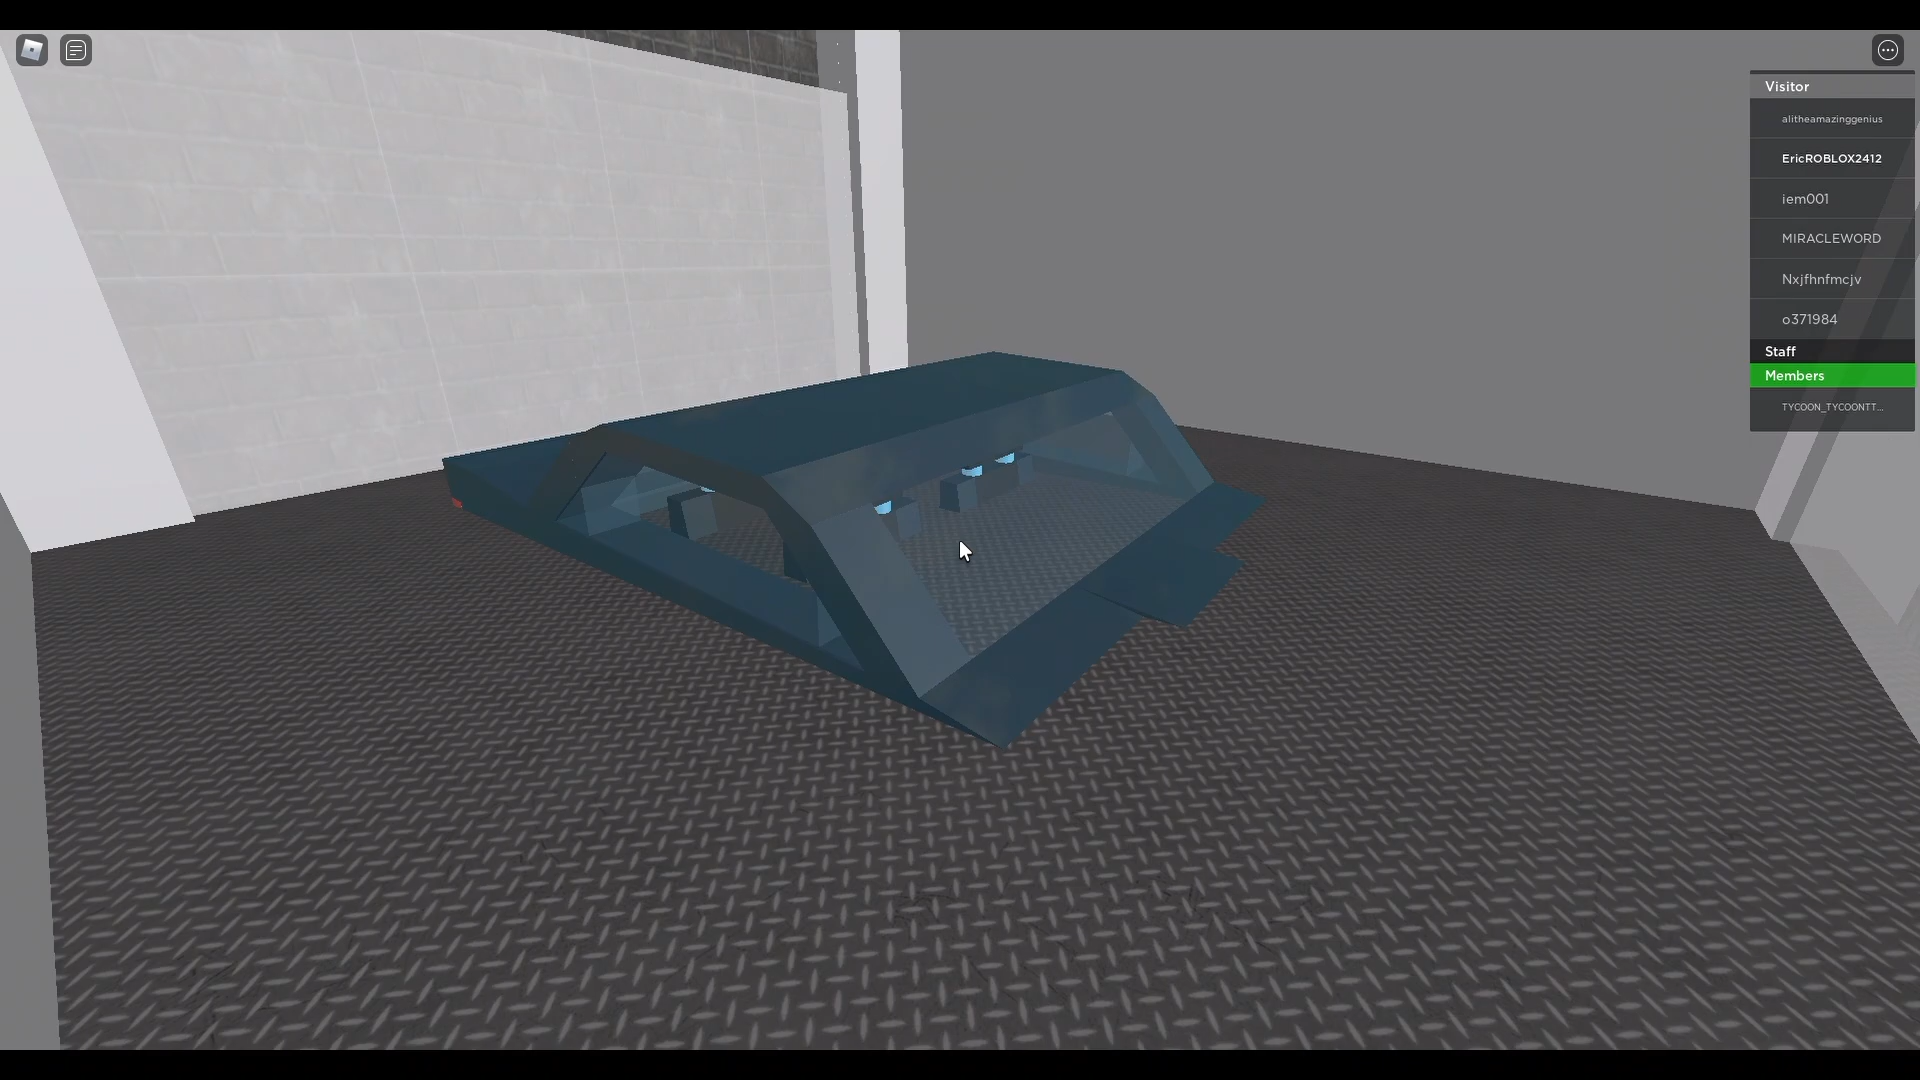 Visitor
alitheamazinggenius
EricROBLOX2412
iem001
MIRACLEWORD
Nxjfhnfmcjv
o371984
Staff
Members
TYCOON_TYCOONTT...